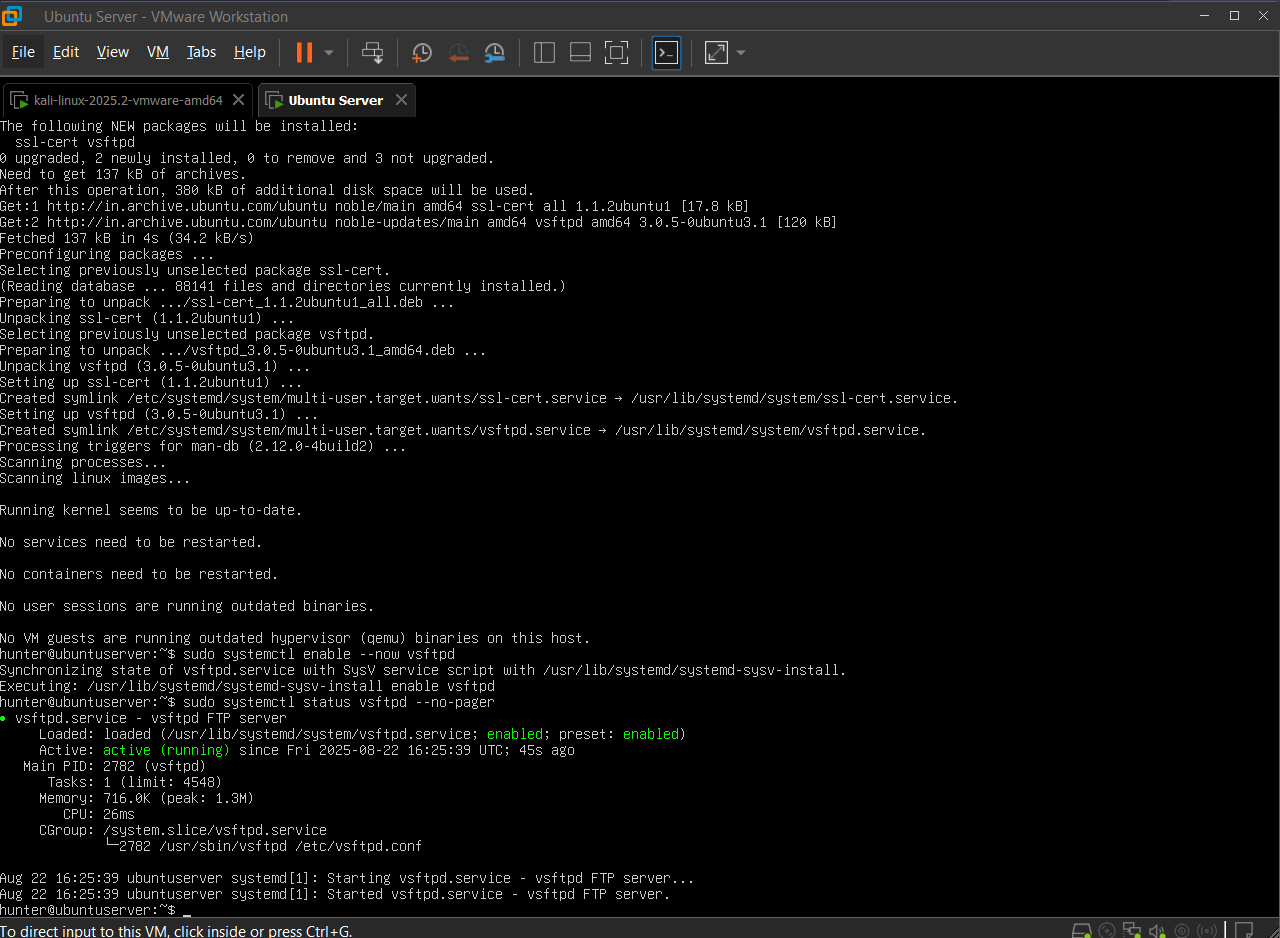 Ubuntu Server - VMware Workstation
File Edit View VM Tabs Help
kali-linux-2025.2-vmware-amd64 Ubuntu Server
The following NEW packages will be installed:
  ssl-cert vsftpd
0 upgraded, 2 newly installed, 0 to remove and 3 not upgraded.
Need to get 137 kB of archives.
After this operation, 380 kB of additional disk space will be used.
Get:1 http://in.archive.ubuntu.com/ubuntu noble/main amd64 ssl-cert all 1.1.2ubuntu1 [17.8 kB]
Get:2 http://in.archive.ubuntu.com/ubuntu noble-updates/main amd64 vsftpd amd64 3.0.5-0ubuntu3.1 [120 kB]
Fetched 137 kB in 4s (34.2 kB/s)
Preconfiguring packages ...
Selecting previously unselected package ssl-cert.
(Reading database ... 88141 files and directories currently installed.)
Preparing to unpack .../ssl-cert_1.1.2ubuntu1_all.deb ...
Unpacking ssl-cert (1.1.2ubuntu1) ...
Selecting previously unselected package vsftpd.
Preparing to unpack .../vsftpd_3.0.5-0ubuntu3.1_amd64.deb ...
Unpacking vsftpd (3.0.5-0ubuntu3.1) ...
Setting up ssl-cert (1.1.2ubuntu1) ...
Created symlink /etc/systemd/system/multi-user.target.wants/ssl-cert.service → /usr/lib/systemd/system/ssl-cert.service.
Setting up vsftpd (3.0.5-0ubuntu3.1) ...
Created symlink /etc/systemd/system/multi-user.target.wants/vsftpd.service → /usr/lib/systemd/system/vsftpd.service.
Processing triggers for man-db (2.12.0-4build2) ...
Scanning processes...
Scanning linux images...
Running kernel seems to be up-to-date.
No services need to be restarted.
No containers need to be restarted.
No user sessions are running outdated binaries.
No VM guests are running outdated hypervisor (qemu) binaries on this host.
hunter@ubuntuserver:~$ sudo systemctl enable --now vsftpd
Synchronizing state of vsftpd.service with SysV service script with /usr/lib/systemd/systemd-sysv-install.
Executing: /usr/lib/systemd/systemd-sysv-install enable vsftpd
hunter@ubuntuserver:~$ sudo systemctl status vsftpd --no-pager
● vsftpd.service - vsftpd FTP server
     Loaded: loaded (/usr/lib/systemd/system/vsftpd.service; enabled; preset: enabled)
     Active: active (running) since Fri 2025-08-22 16:25:39 UTC; 45s ago
   Main PID: 2782 (vsftpd)
      Tasks: 1 (limit: 4548)
     Memory: 716.0K (peak: 1.3M)
        CPU: 26ms
     CGroup: /system.slice/vsftpd.service
             └─2782 /usr/sbin/vsftpd /etc/vsftpd.conf
Aug 22 16:25:39 ubuntuserver systemd[1]: Starting vsftpd.service - vsftpd FTP server...
Aug 22 16:25:39 ubuntuserver systemd[1]: Started vsftpd.service - vsftpd FTP server.
hunter@ubuntuserver:~$ _
To direct input to this VM, click inside or press Ctrl+G.